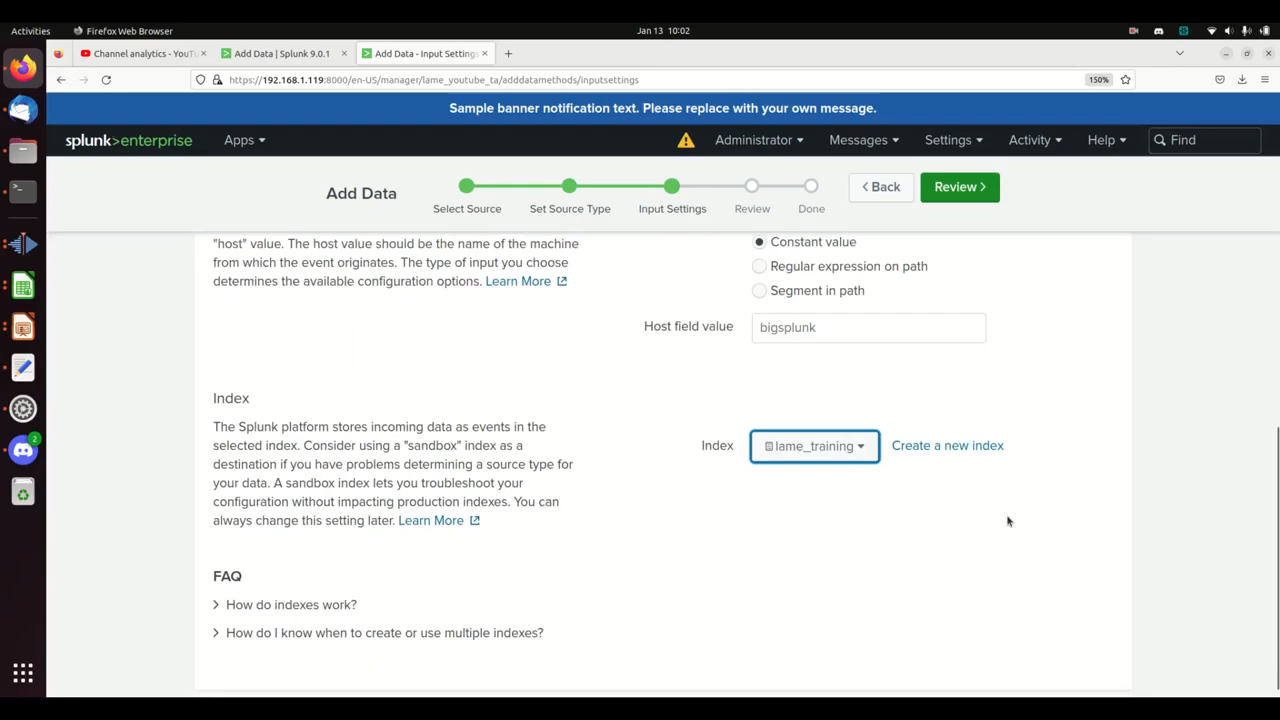 Activities
Firefox Web Browser
Jan 13 10:02
Channel analytics - YouTu
Add Data | Splunk 9.0.1
Add Data - Input Settings
https://192.168.1.119:8000/en-US/manager/lame_youtube_ta/adddatamethods/inputsettings
150%
Sample banner notification text. Please replace with your own message.
splunk>enterprise
Apps
Administrator
Messages
Settings
Activity
Help
Find
Add Data
Select Source
Set Source Type
Input Settings
Review
Done
< Back
Review >
"host" value. The host value should be the name of the machine
from which the event originates. The type of input you choose
determines the available configuration options. Learn More
Constant value
Regular expression on path
Segment in path
Host field value
bigsplunk
Index
The Splunk platform stores incoming data as events in the
selected index. Consider using a "sandbox" index as a
destination if you have problems determining a source type for
your data. A sandbox index lets you troubleshoot your
configuration without impacting production indexes. You can
always change this setting later. Learn More
Index
lame_training
Create a new index
FAQ
> How do indexes work?
> How do I know when to create or use multiple indexes?
2